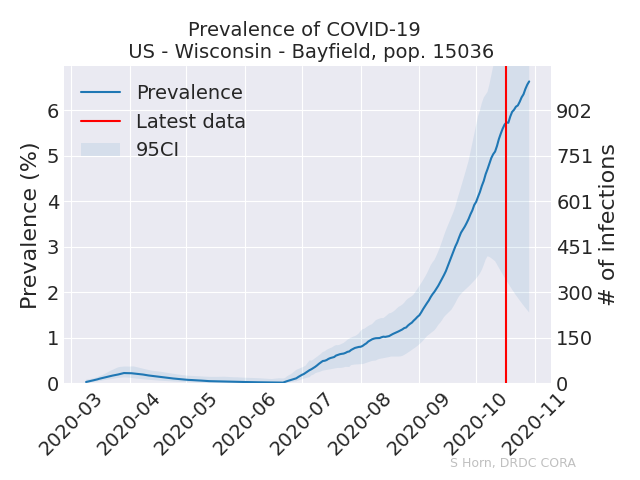 Prevalence of COVID-19
US - Wisconsin - Bayfield, pop. 15036
Prevalence
Latest data
95CI
Prevalence (%)
6
5
4
3
2
1
0
902
751
601
451
300
150
0
# of infections
2020-03
2020-04
2020-05
2020-06
2020-07
2020-08
2020-09
2020-10
2020-11
S Horn, DRDC CORA